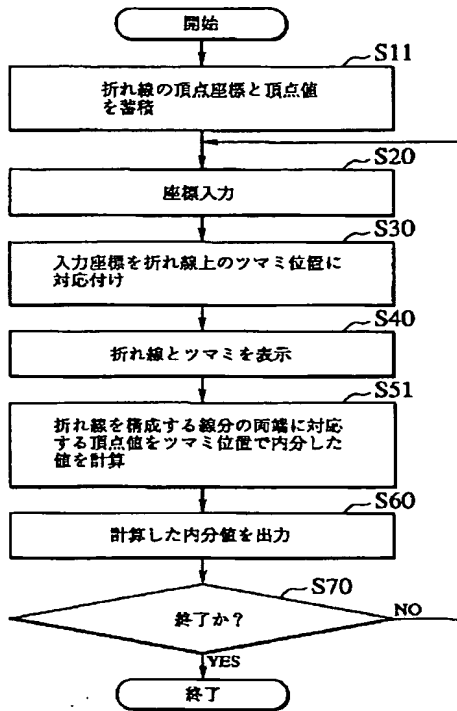 開始
S11
折れ線の頂点座標と頂点値
を蓄積
S20
座標入力
S30
入力座標を折れ線上のツマミ位置に
対応付け
S40
折れ線とツマミを表示
S51
折れ線を構成する線分の両端に対応
する頂点値をツマミ位置で内分した
値を計算
S60
計算した内分値を出力
S70
終了か?
NO
YES
終了